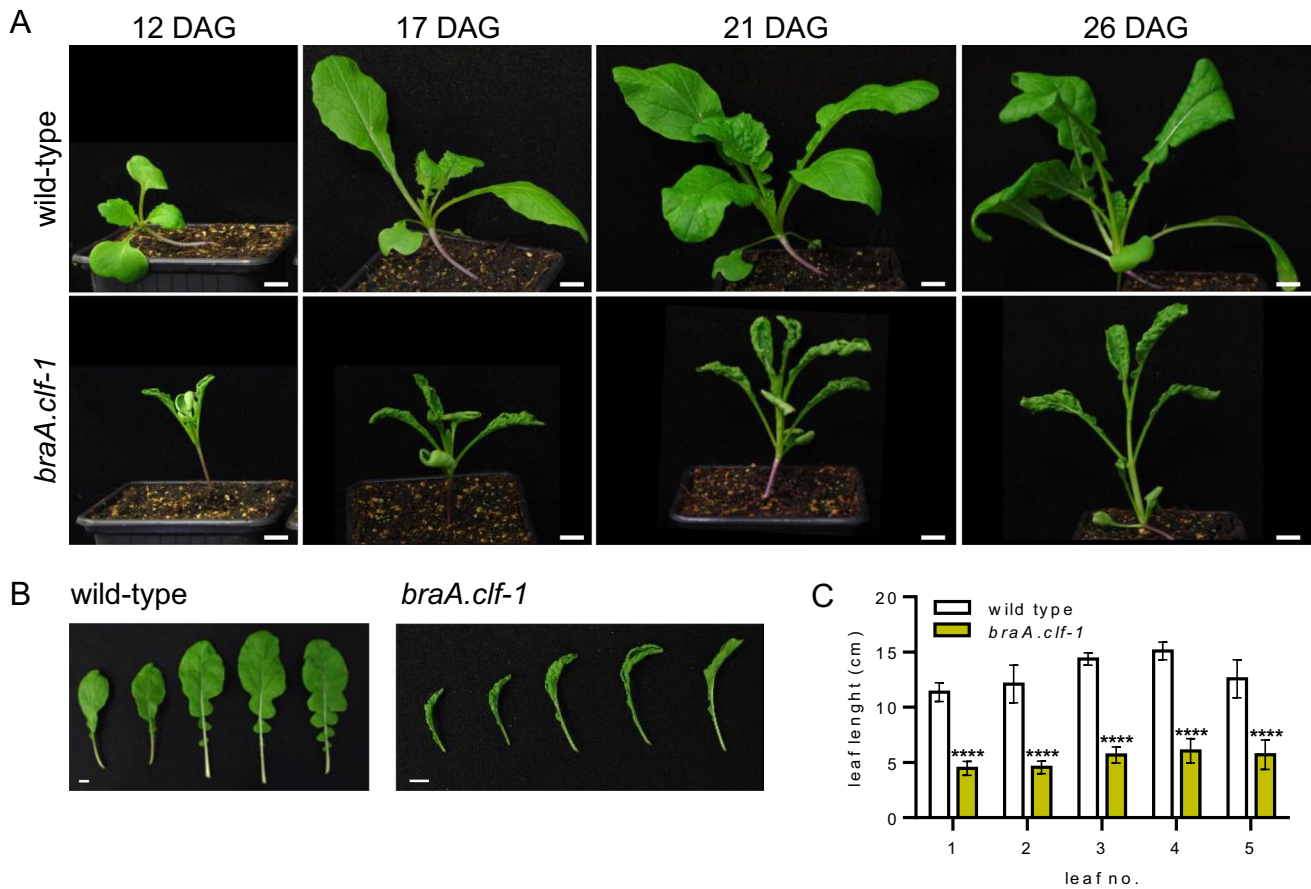 A
12 DAG
17 DAG
21 DAG
26 DAG
wild-type
braA.clf-1
B
wild-type
braA.clf-1
C
leaf lenght (cm)
20
15
10
5
0
wild type
braA.clf-1
**** **** **** **** ****
1 2 3 4 5
leaf no.